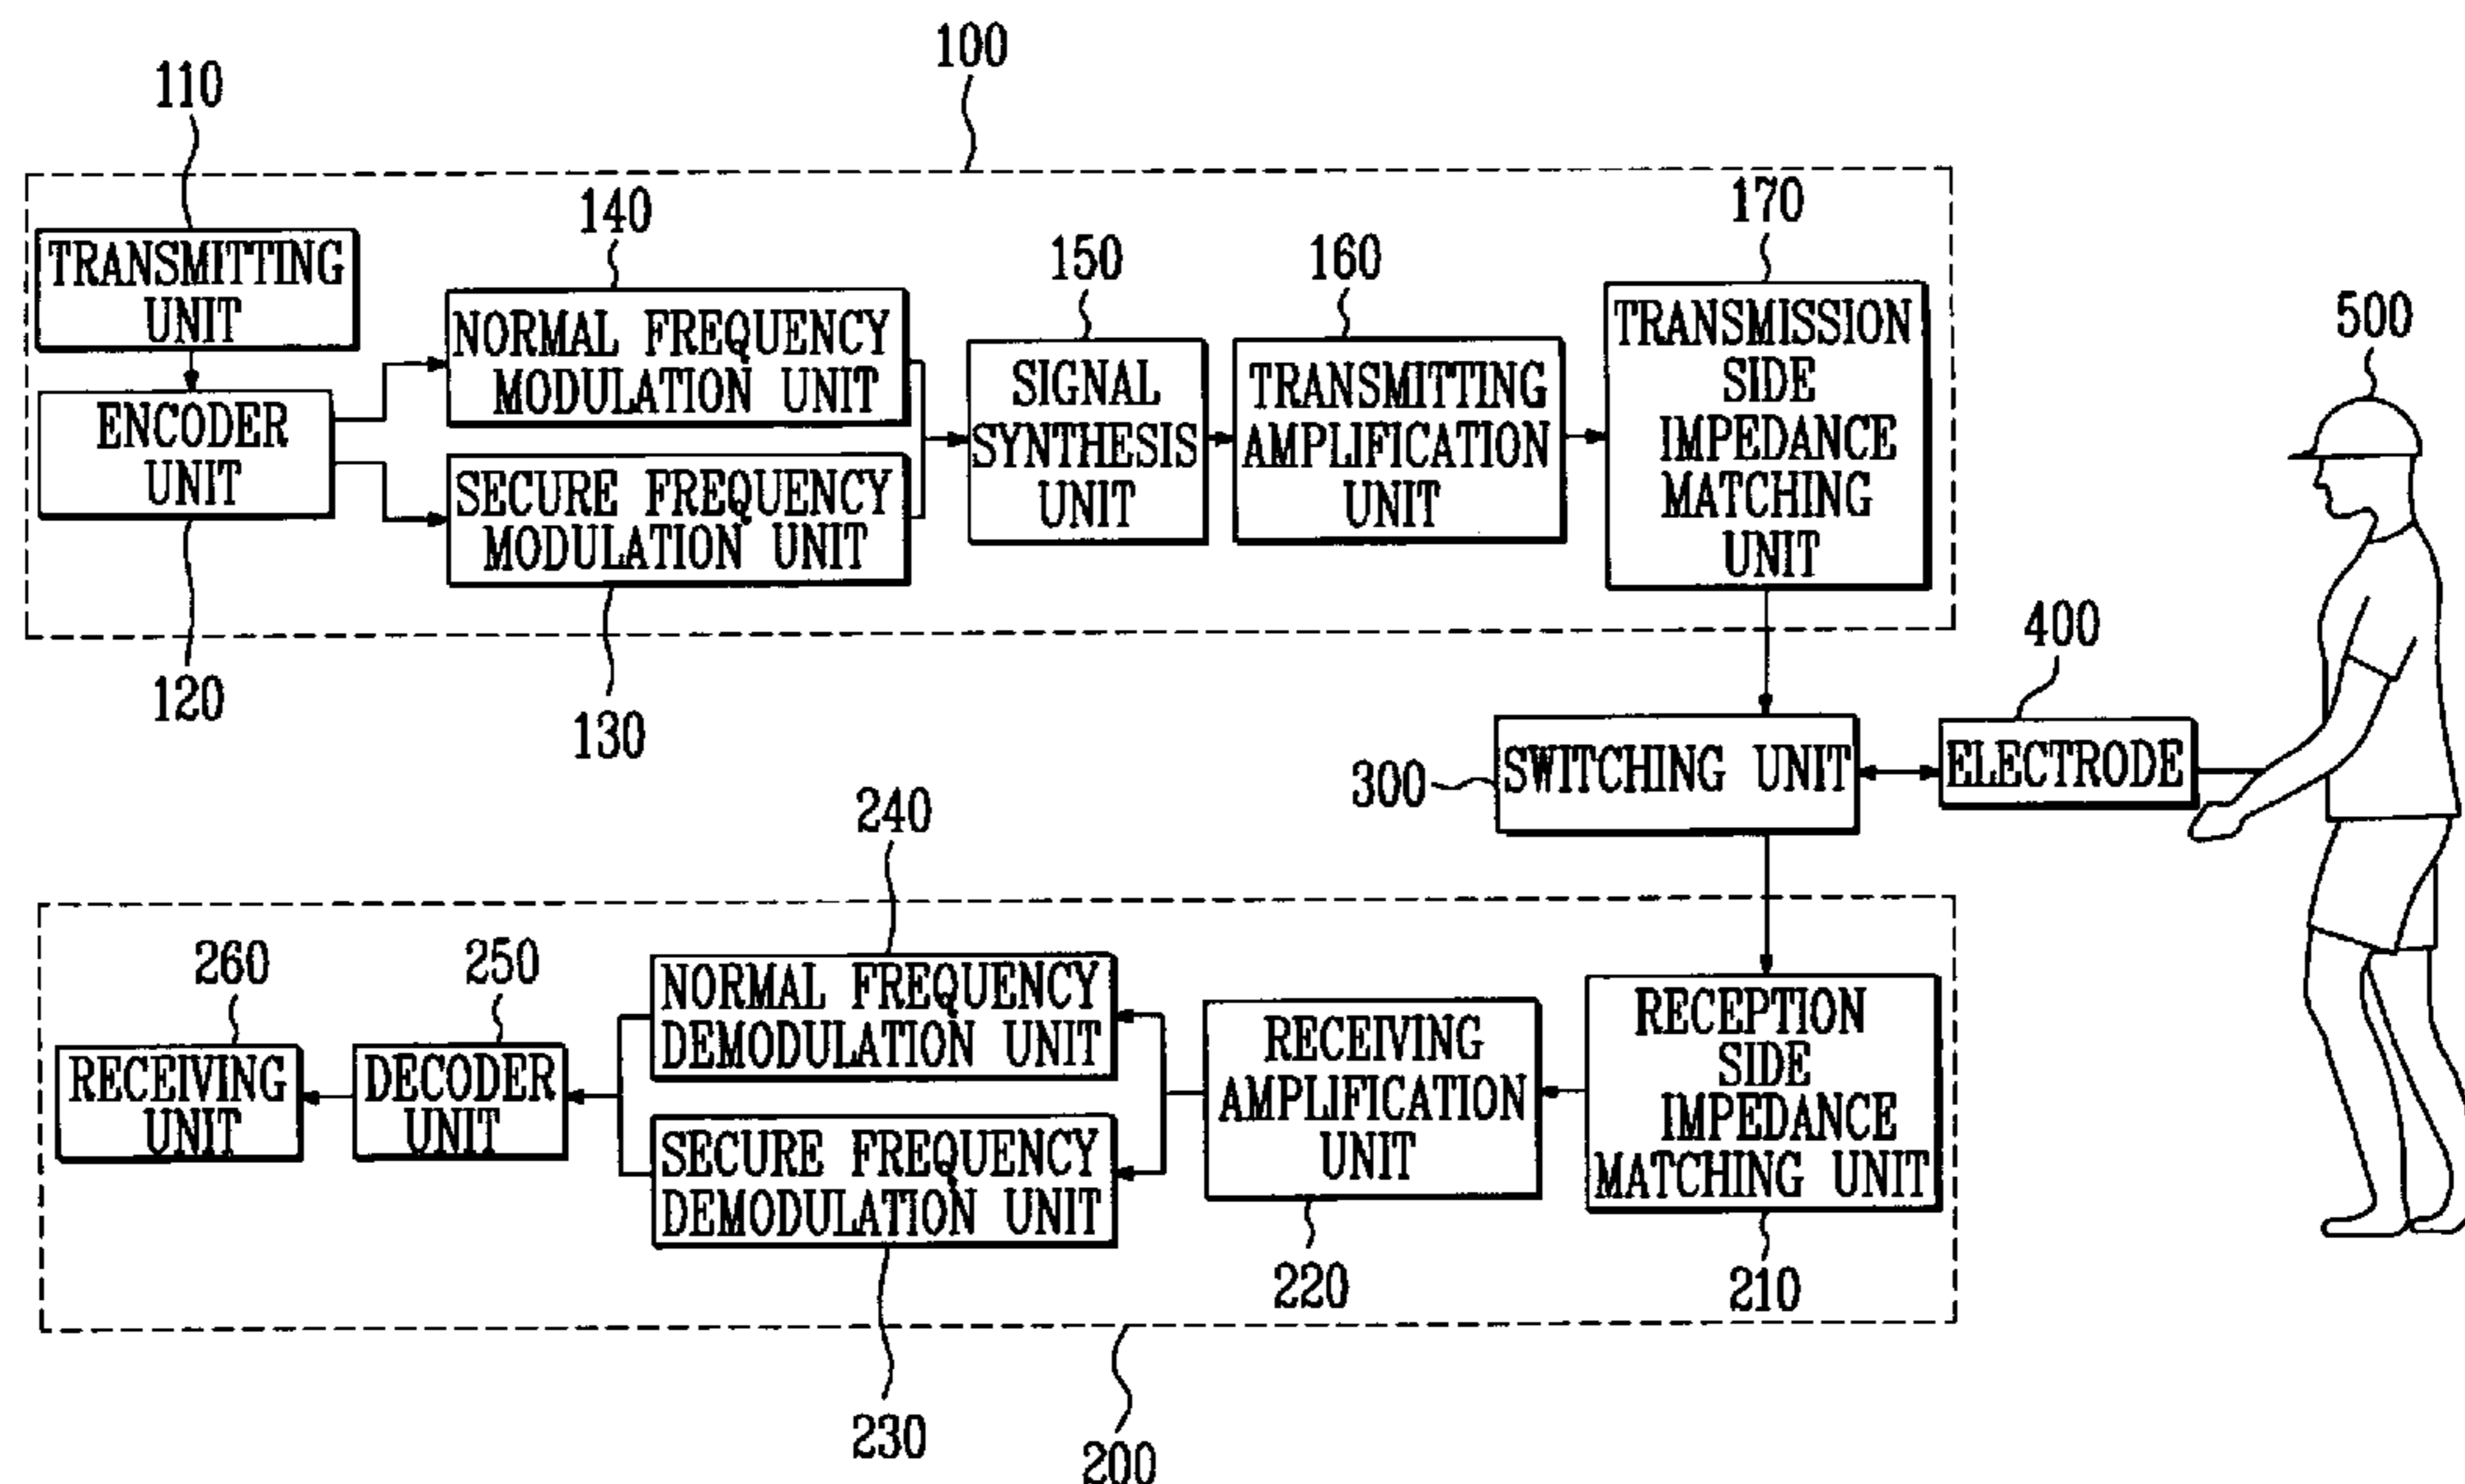 100
110
140
170
150
160
500
TRANSMITTING
UNIT
NORMAL FREQUENCY
MODULATION UNIT
TRANSMISSION
SIDE
IMPEDANCE
MATCHING
UNIT
SIGNAL
SYNTHESIS
UNIT
TRANSMITTING
AMPLIFICATION
UNIT
ENCODER
UNIT
SECURE FREQUENCY
MODULATION UNIT
120
130
400
300
SWITCHING UNIT
ELECTRODE
240
260
250
NORMAL FREQUENCY
DEMODULATION UNIT
RECEIVING
AMPLIFICATION
UNIT
RECEPTION
SIDE
IMPEDANCE
MATCHING UNIT
RECEIVING
UNIT
DECODER
UNIT
SECURE FREQUENCY
DEMODULATION UNIT
220
210
230
200